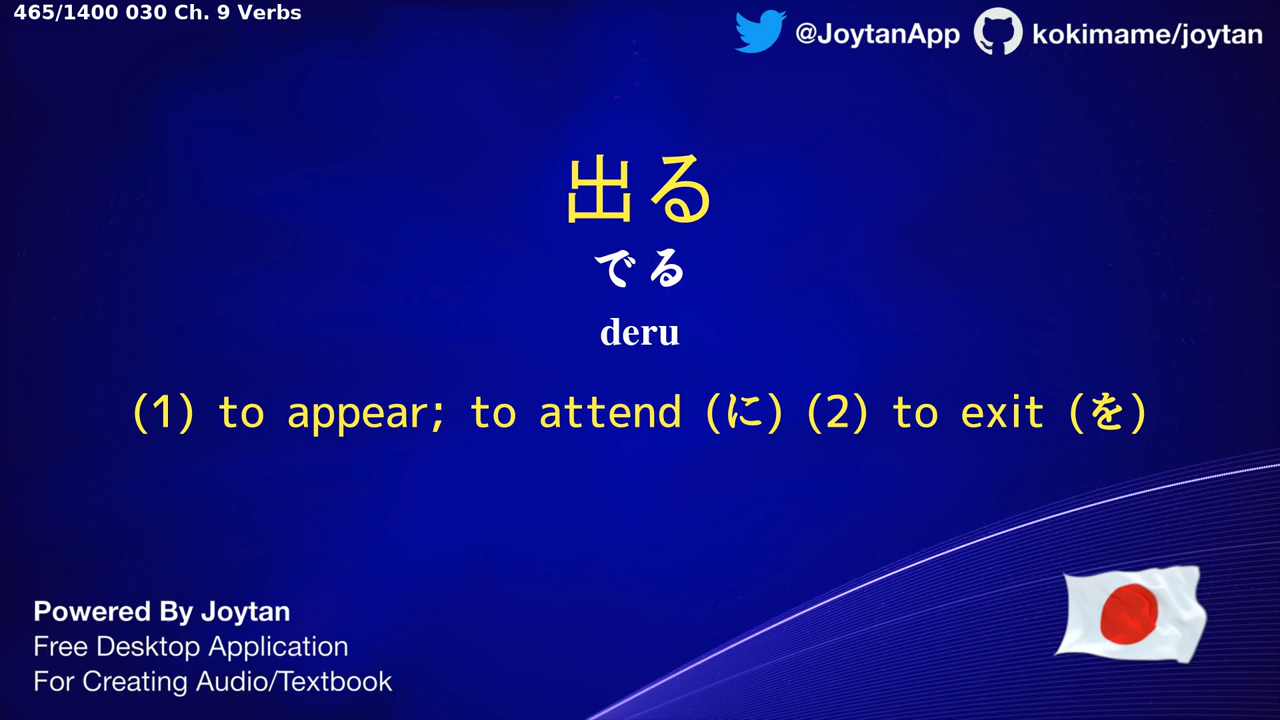 465/1400 030 Ch. 9 Verbs
@JoytanApp kokimame/joytan
出る
でる
deru
(1) to appear; to attend (に) (2) to exit (を)
Powered By Joytan
Free Desktop Application
For Creating Audio/Textbook